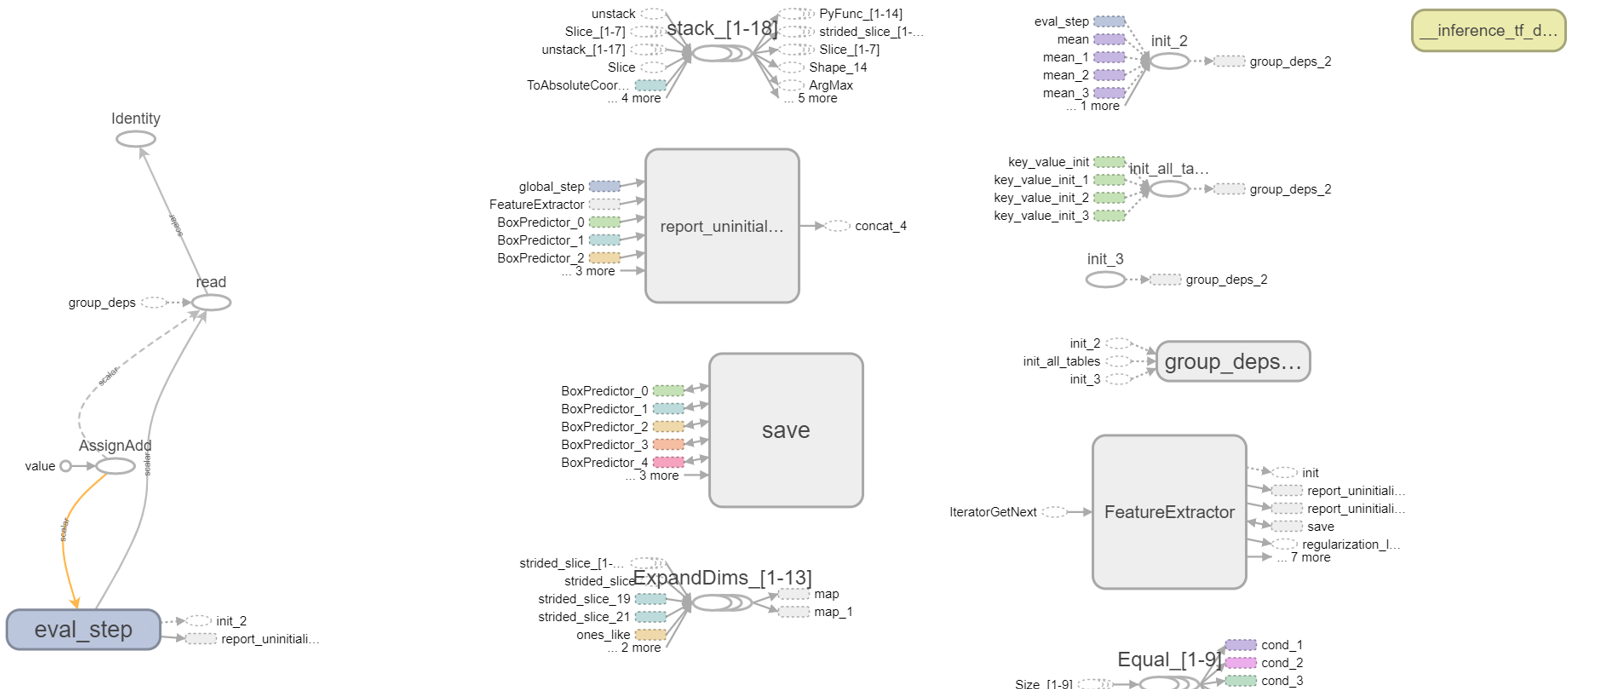 Identity
scalar
read
group_deps
scalar
AssignAdd
value
scalar
scalar
eval_step
init_2
report_uninitiali…
unstack
Slice_[1-7]
unstack_[1-17]
Slice
ToAbsoluteCoor…
... 4 more
stack_[1-18]
PyFunc_[1-14]
strided_slice_[1-…
Slice_[1-7]
Shape_14
ArgMax
... 5 more
global_step
FeatureExtractor
BoxPredictor_0
BoxPredictor_1
BoxPredictor_2
... 3 more
report_uninitial…
concat_4
BoxPredictor_0
BoxPredictor_1
BoxPredictor_2
BoxPredictor_3
BoxPredictor_4
... 3 more
save
strided_slice_[1-…
strided_slice
strided_slice_19
strided_slice_21
ones_like
... 2 more
ExpandDims_[1-13]
map
map_1
eval_step
mean
mean_1
mean_2
mean_3
... 1 more
init_2
group_deps_2
key_value_init
key_value_init_1
key_value_init_2
key_value_init_3
init_all_ta…
group_deps_2
init_3
group_deps_2
init_2
init_all_tables
init_3
group_deps…
IteratorGetNext
FeatureExtractor
init
report_uninitiali…
report_uninitiali…
save
regularization_l…
... 7 more
Equal_[1-9]
Size_[1-9]
cond_1
cond_2
cond_3
__inference_tf_d…